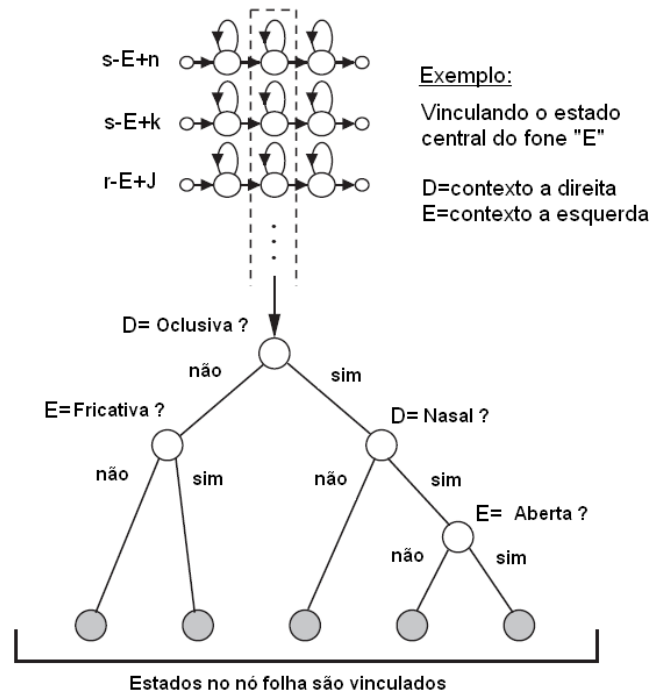 s-E+n
s-E+k
r-E+J
Exemplo:
Vinculando o estado
central do fone "E"
D=contexto a direita
E=contexto a esquerda
D= Oclusiva ?
não
sim
E=Fricativa ?
D= Nasal ?
não
sim
não
sim
E= Aberta ?
não
sim
Estados no nó folha são vinculados